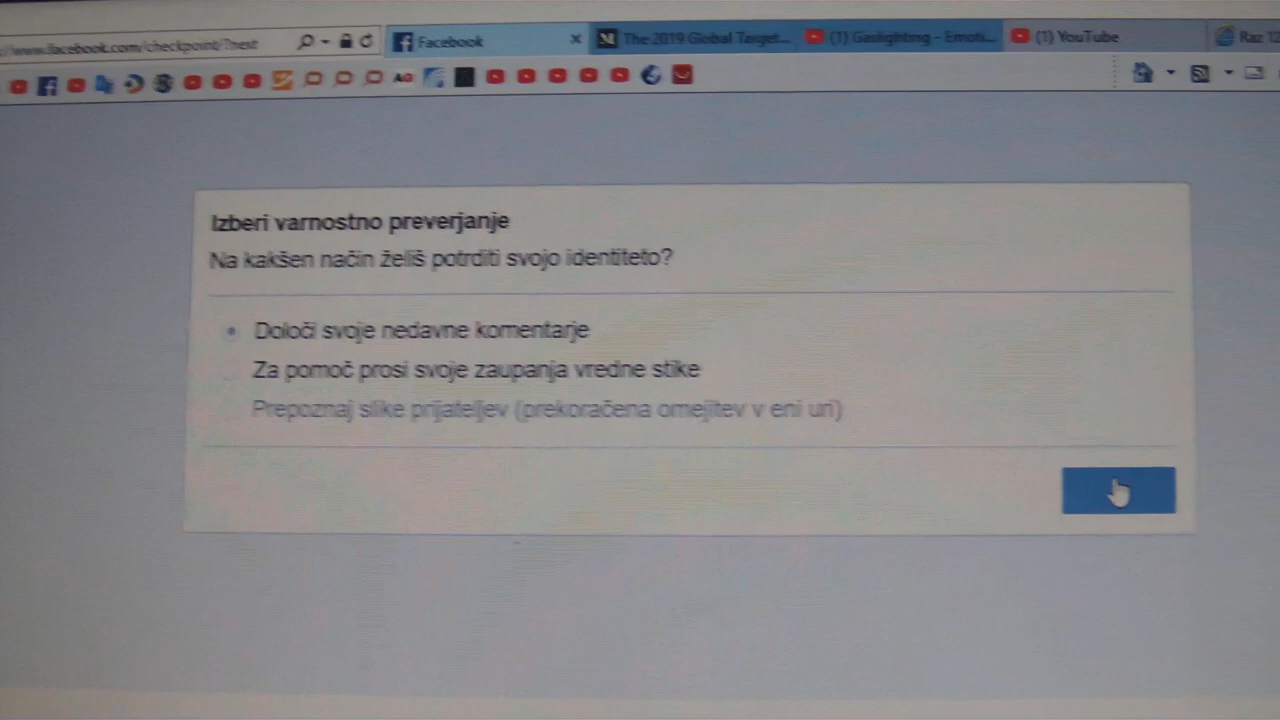 www.facebook.com/checkpoint/?next
Facebook
The 2019 Global Target...
(1) Gaslighting - Emoti...
(1) YouTube
Raz 12
Izberi varnostno preverjanje
Na kakšen način želiš potrditi svojo identiteto?
Določi svoje nedavne komentarje
Za pomoč prosi svoje zaupanja vredne stike
Prepoznaj slike prijateljev (prekoračena omejitev v eni uri)